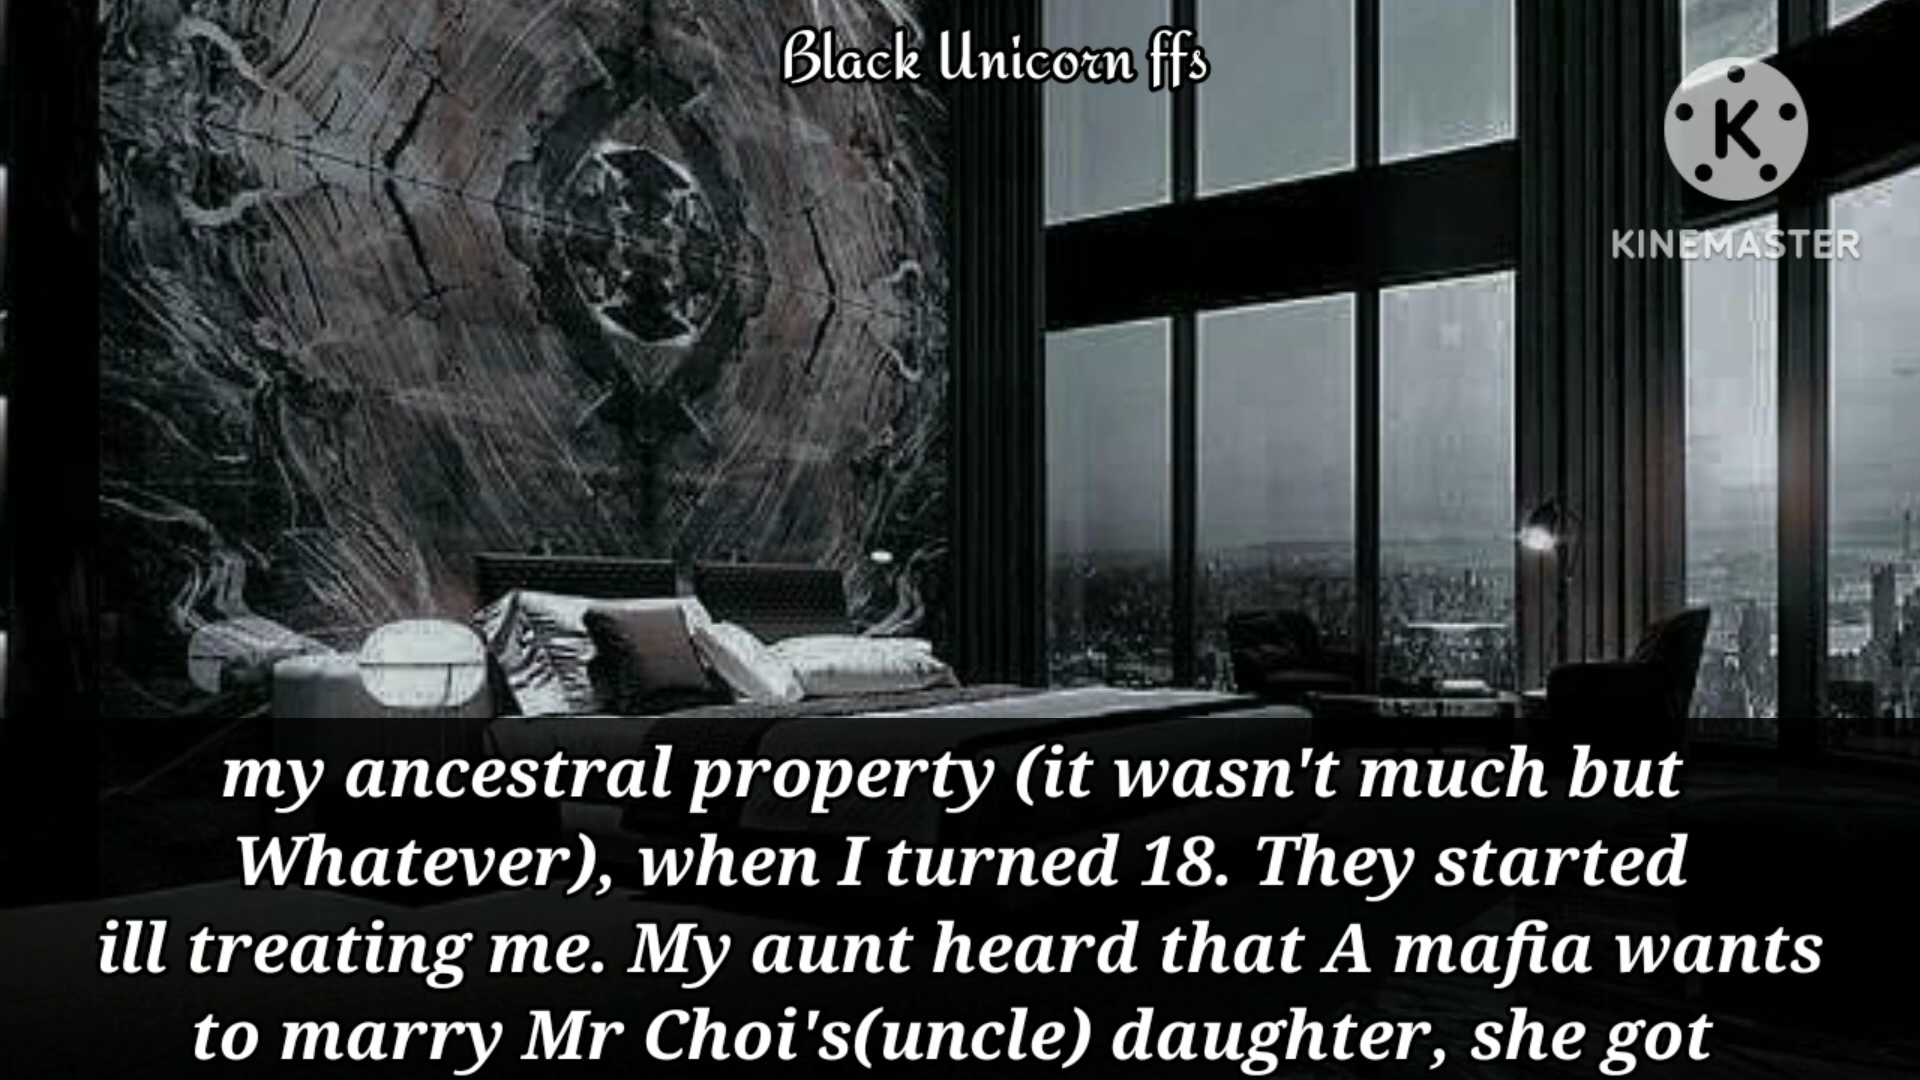 Black Unicorn ffs
K
KINEMASTER
my ancestral property (it wasn't much but
Whatever), when I turned 18. They started
ill treating me. My aunt heard that A mafia wants
to marry Mr Choi's(uncle) daughter, she got